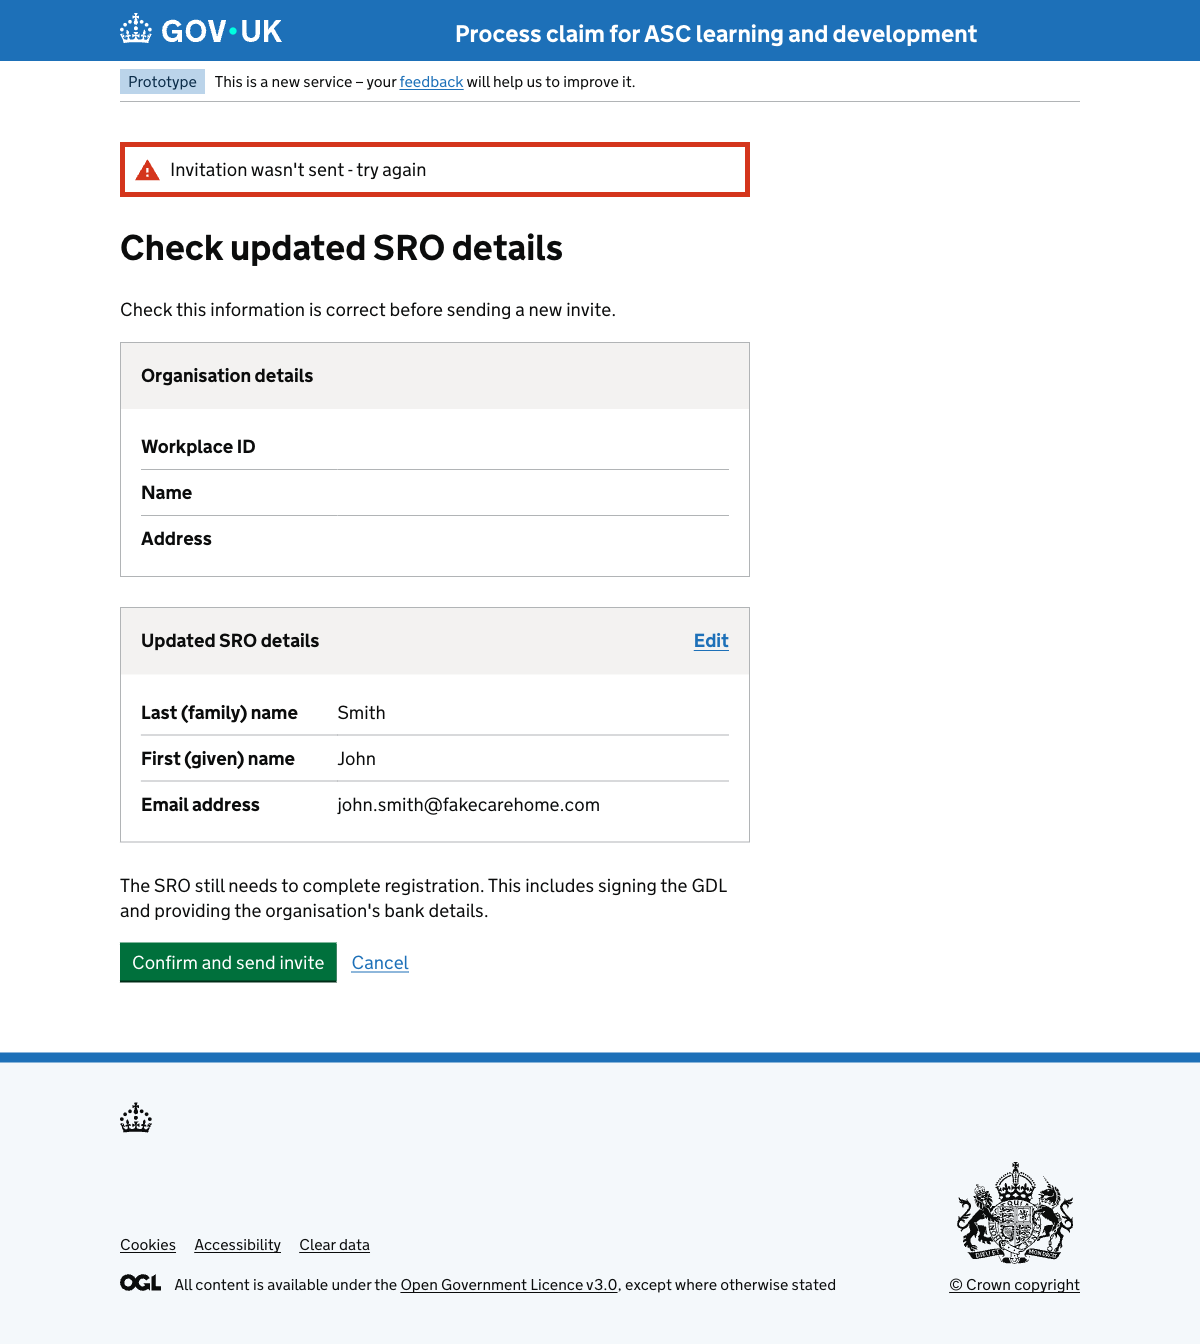 GOV·UK
Process claim for ASC learning and development
Prototype This is a new service – your feedback will help us to improve it.
Invitation wasn't sent - try again
Check updated SRO details
Check this information is correct before sending a new invite.
Organisation details
Workplace ID
Name
Address
Updated SRO details Edit
Last (family) name Smith
First (given) name John
Email address john.smith@fakecarehome.com
The SRO still needs to complete registration. This includes signing the GDL
and providing the organisation's bank details.
Confirm and send invite Cancel
Cookies Accessibility Clear data
OGL All content is available under the Open Government Licence v3.0, except where otherwise stated
© Crown copyright